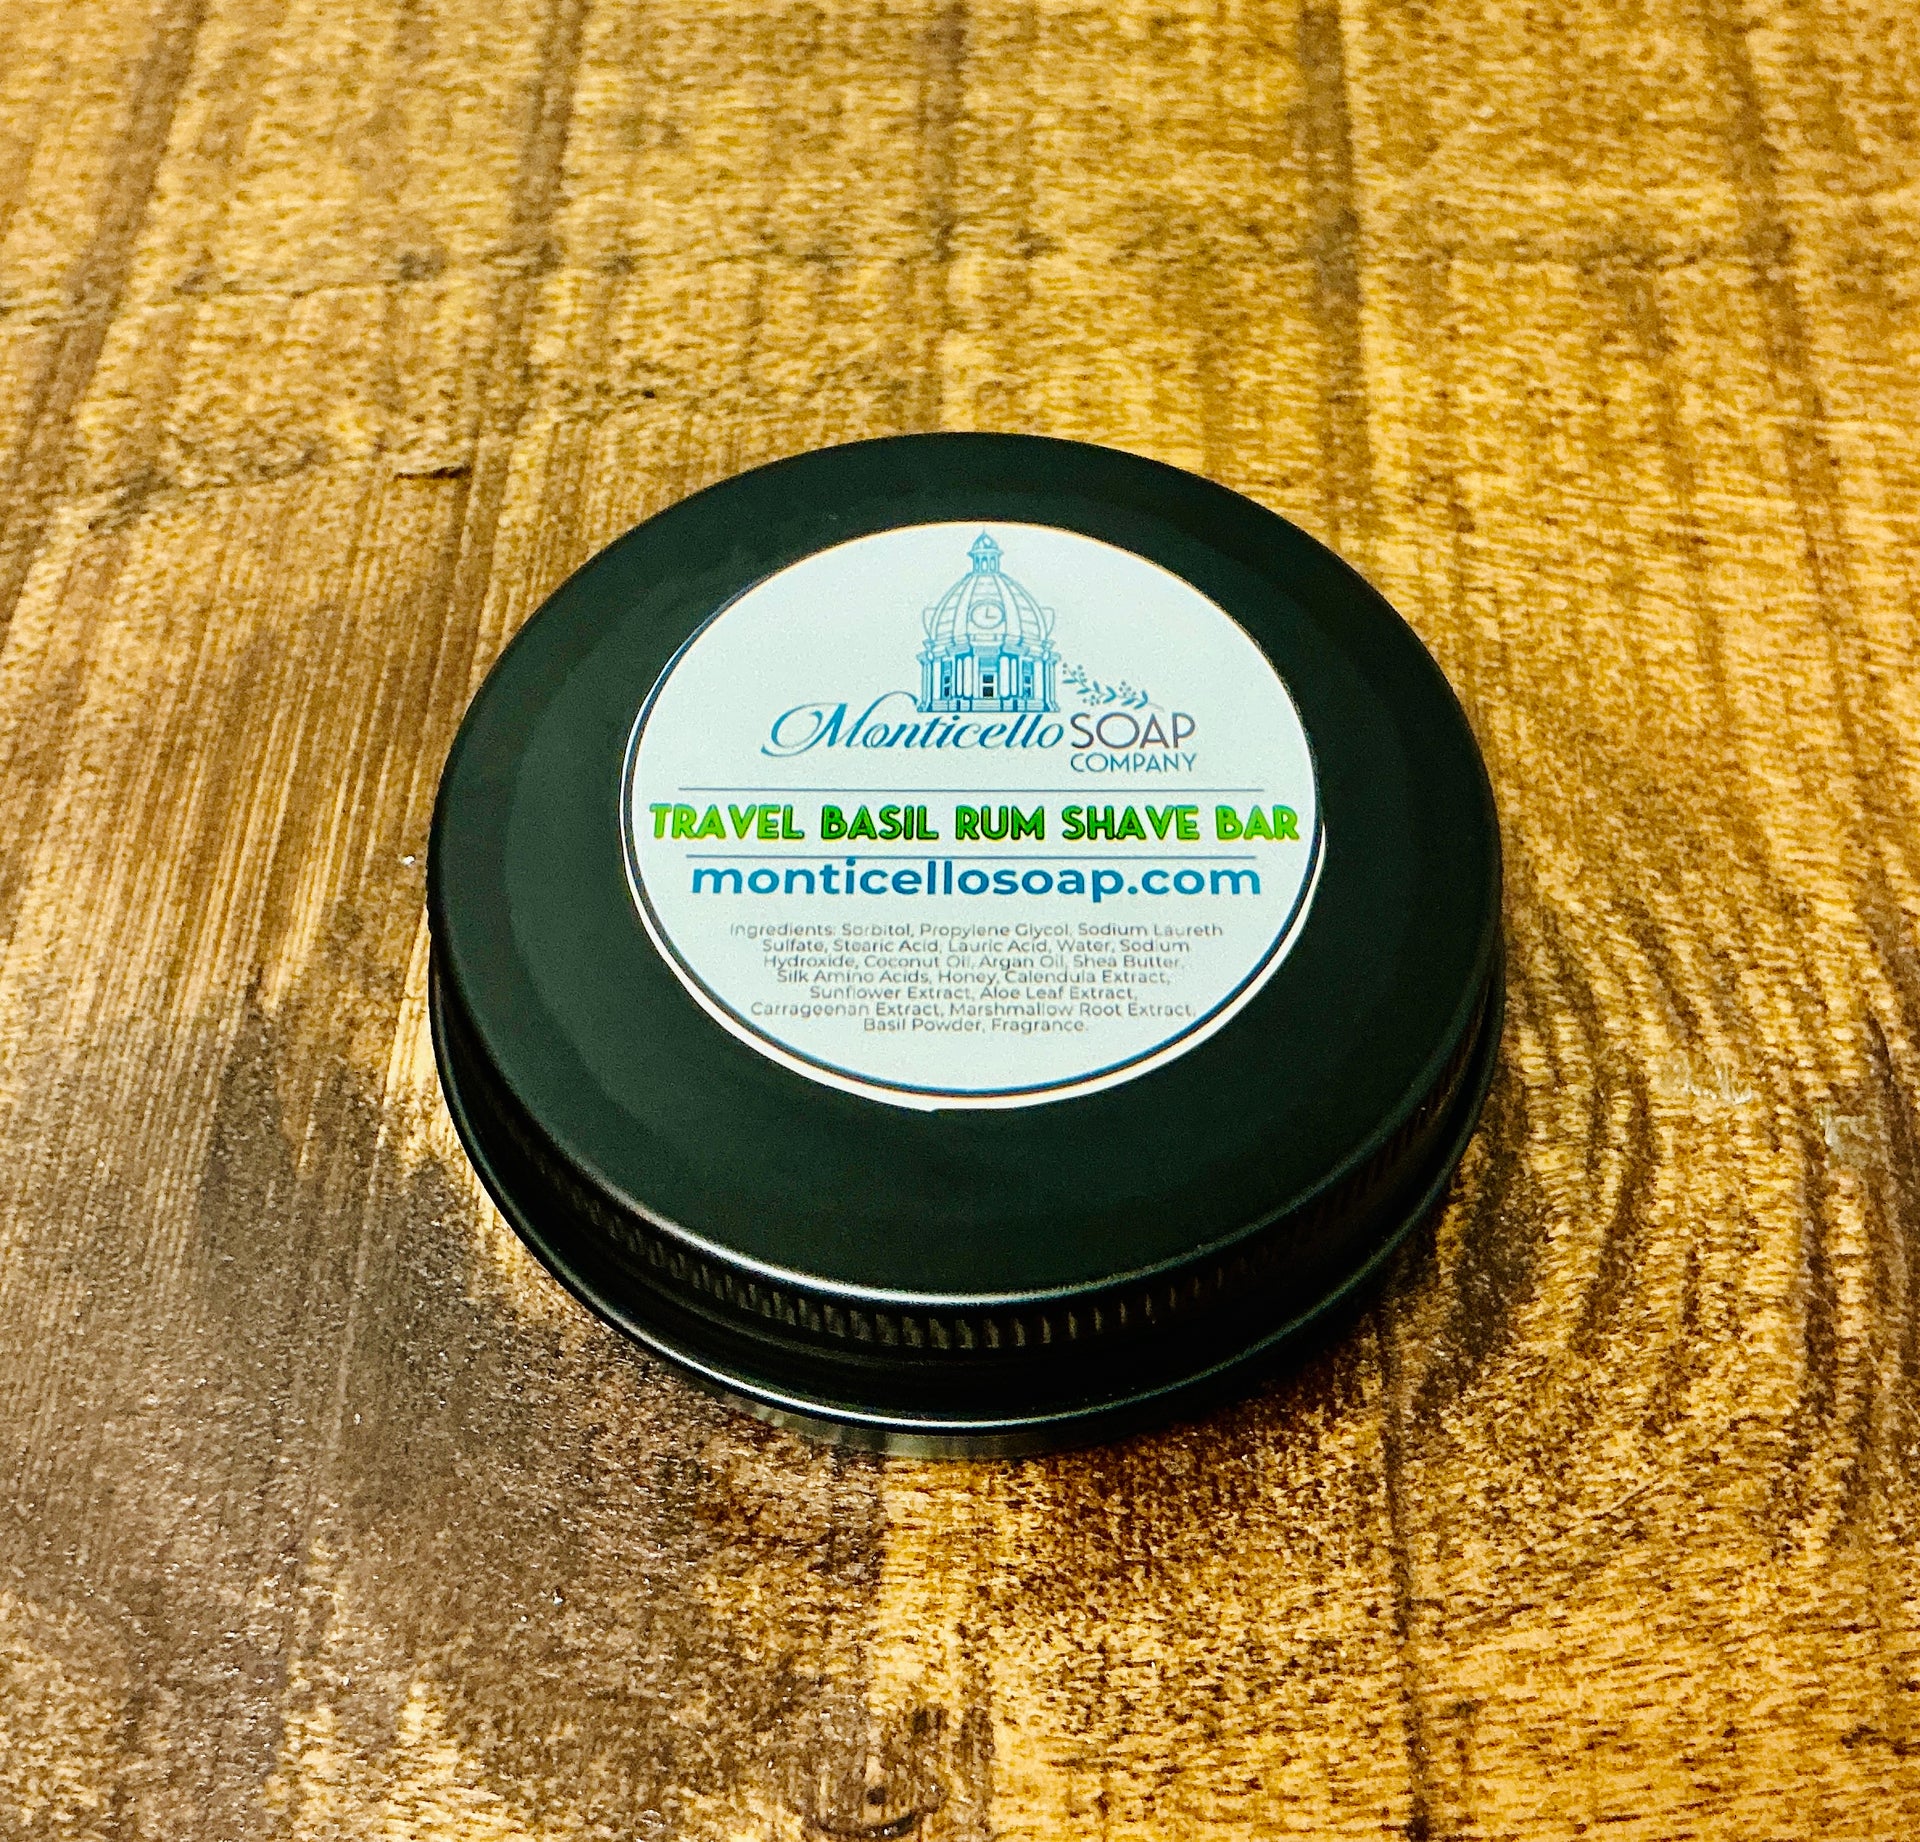 Monticello SOAP
COMPANY
TRAVEL BASIL RUM SHAVE BAR
monticellosoap.com
Ingredients: Sorbitol, Propylene Glycol, Sodium Laureth
Sulfate, Stearic Acid, Lauric Acid, Water, Sodium
Hydroxide, Coconut Oil, Argan Oil, Shea Butter,
Silk Amino Acids, Honey, Calendula Extract,
Sunflower Extract, Aloe Leaf Extract,
Carrageenan Extract, Marshmallow Root Extract,
Basil Powder, Fragrance.